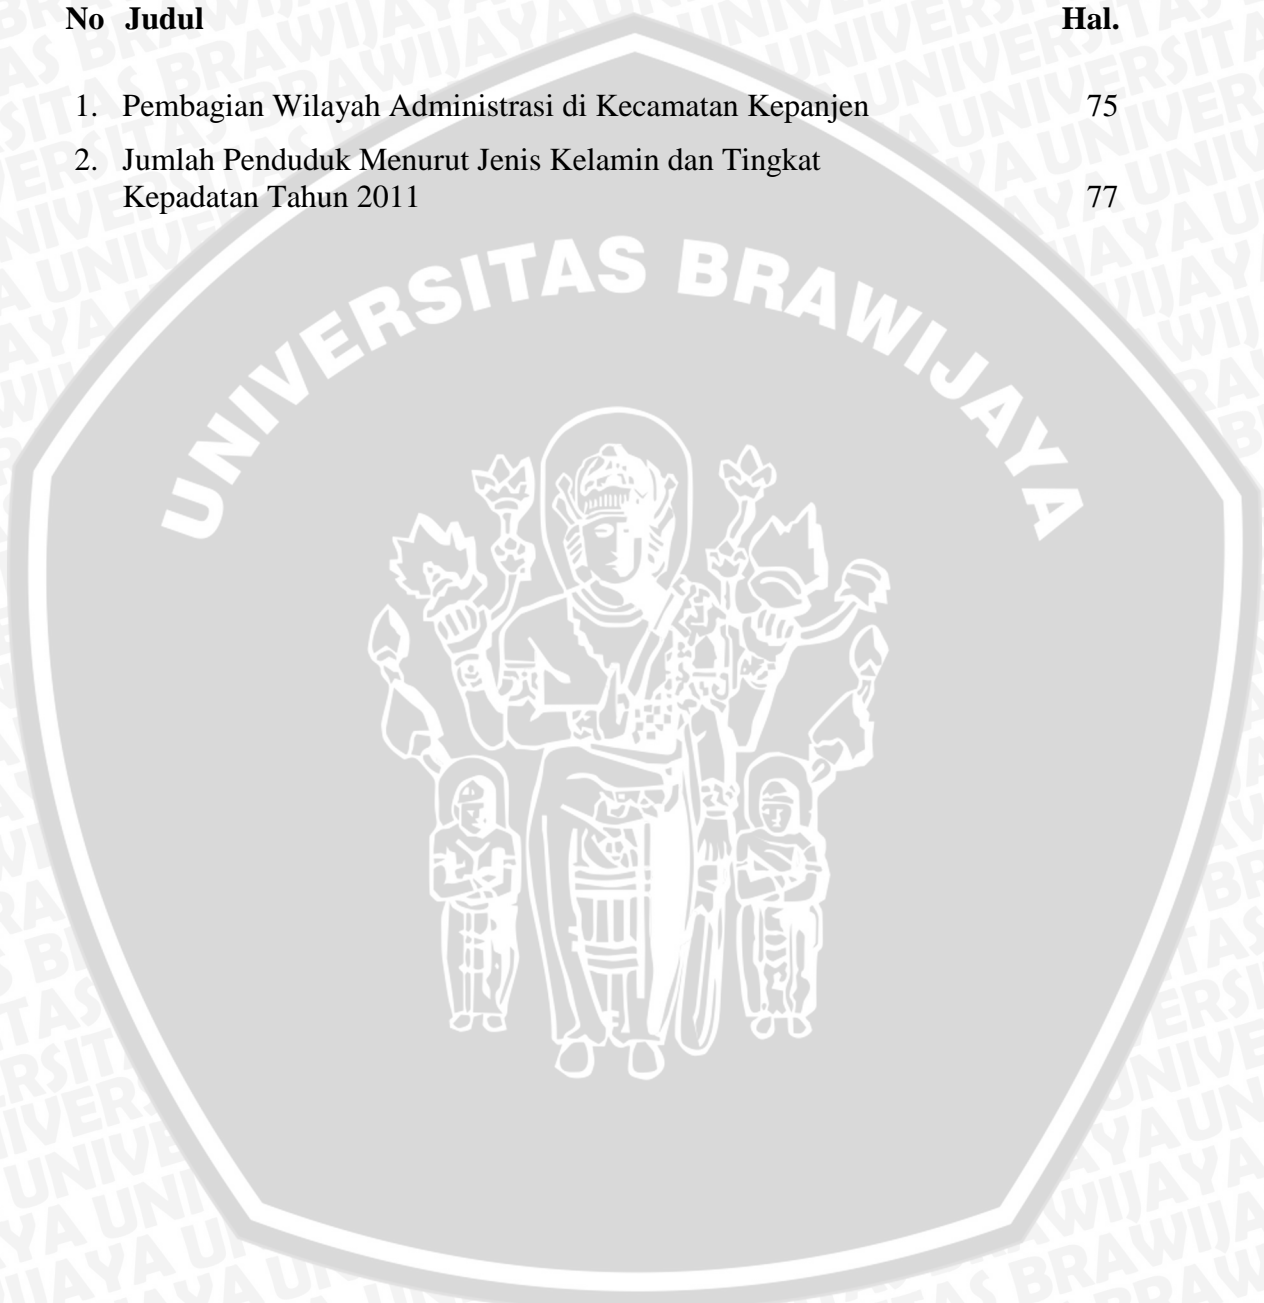 No Judul Hal.
1. Pembagian Wilayah Administrasi di Kecamatan Kepanjen 75
2. Jumlah Penduduk Menurut Jenis Kelamin dan Tingkat
Kepadatan Tahun 2011 77
UNIVERSITAS BRAWIJAYA